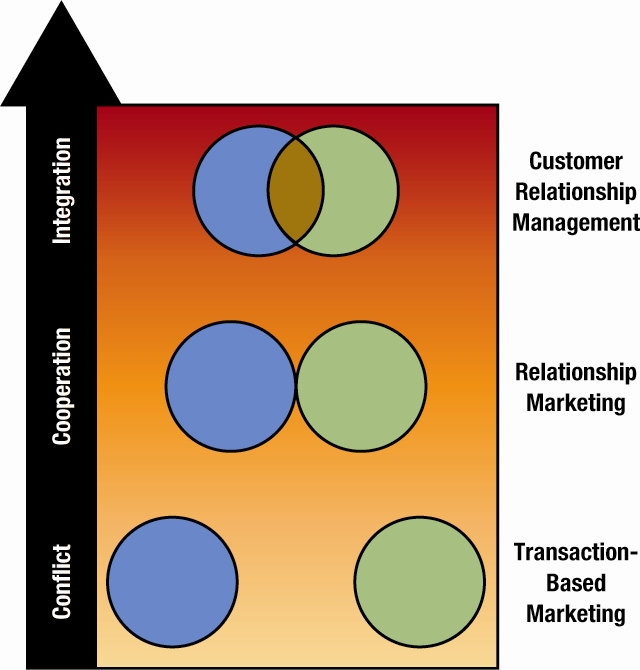 Integration
Customer
Relationship
Management
Cooperation
Relationship
Marketing
Conflict
Transaction-
Based
Marketing